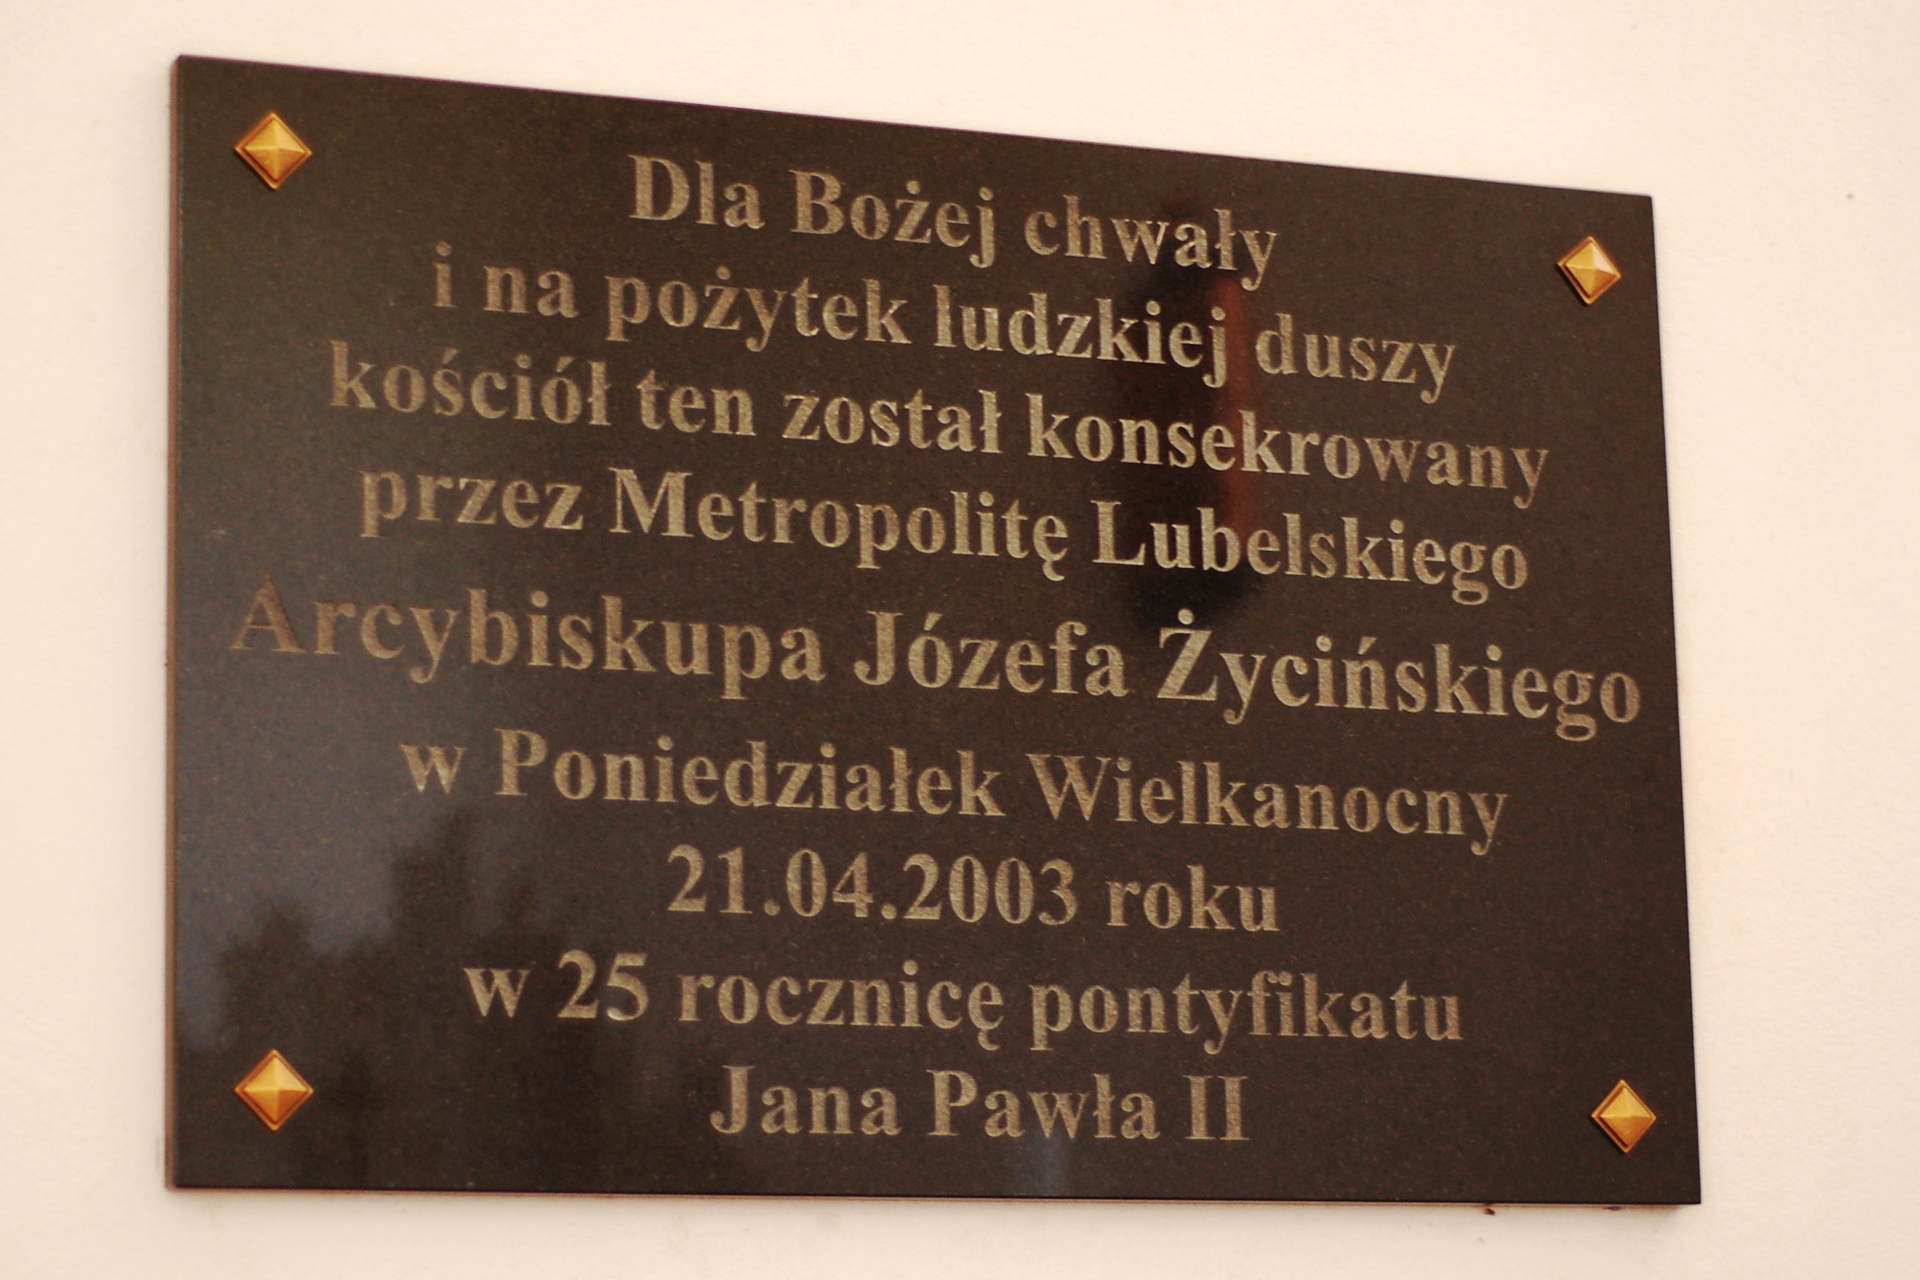 Dla Bożej chwały
i na pożytek ludzkiej duszy
kościół ten został konsekrowany
przez Metropolitę Lubelskiego
Arcybiskupa Józefa Życińskiego
w Poniedziałek Wielkanocny
21.04.2003 roku
w 25 rocznicę pontyfikatu
Jana Pawła II